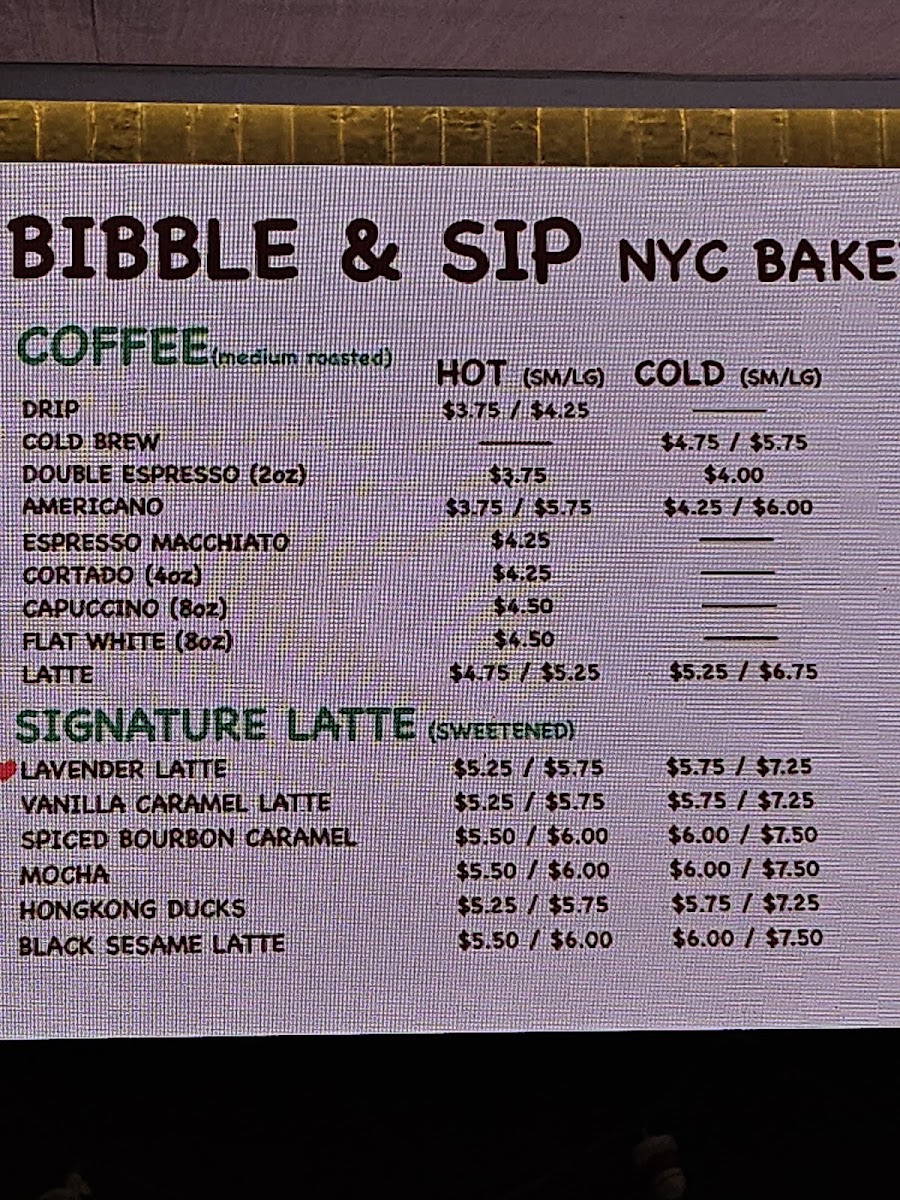 BIBBLE & SIP NYC BAKE
COFFEE (medium roasted)
HOT (SM/LG) COLD (SM/LG)
DRIP $3.75 / $4.25 ———
COLD BREW ——— $4.75 / $5.75
DOUBLE ESPRESSO (2oz) $3.75 $4.00
AMERICANO $3.75 / $5.75 $4.25 / $6.00
ESPRESSO MACCHIATO $4.25 ———
CORTADO (4oz) $4.25 ———
CAPUCCINO (8oz) $4.50 ———
FLAT WHITE (8oz) $4.50 ———
LATTE $4.75 / $5.25 $5.25 / $6.75
SIGNATURE LATTE (SWEETENED)
LAVENDER LATTE $5.25 / $5.75 $5.75 / $7.25
VANILLA CARAMEL LATTE $5.25 / $5.75 $5.75 / $7.25
SPICED BOURBON CARAMEL $5.50 / $6.00 $6.00 / $7.50
MOCHA $5.50 / $6.00 $6.00 / $7.50
HONGKONG DUCKS $5.25 / $5.75 $5.75 / $7.25
BLACK SESAME LATTE $5.50 / $6.00 $6.00 / $7.50